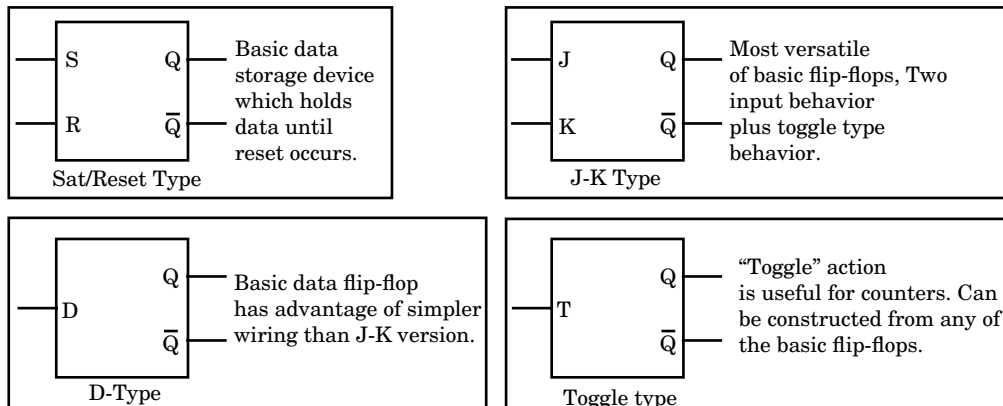 S
Q
R
Q̅
Basic data
storage device
which holds
data until
reset occurs.
Sat/Reset Type
J
Q
K
Q̅
Most versatile
of basic flip-flops, Two
input behavior
plus toggle type
behavior.
J-K Type
D
Q
Q̅
Basic data flip-flop
has advantage of simpler
wiring than J-K version.
D-Type
T
Q
Q̅
“Toggle” action
is useful for counters. Can
be constructed from any of
the basic flip-flops.
Toggle type